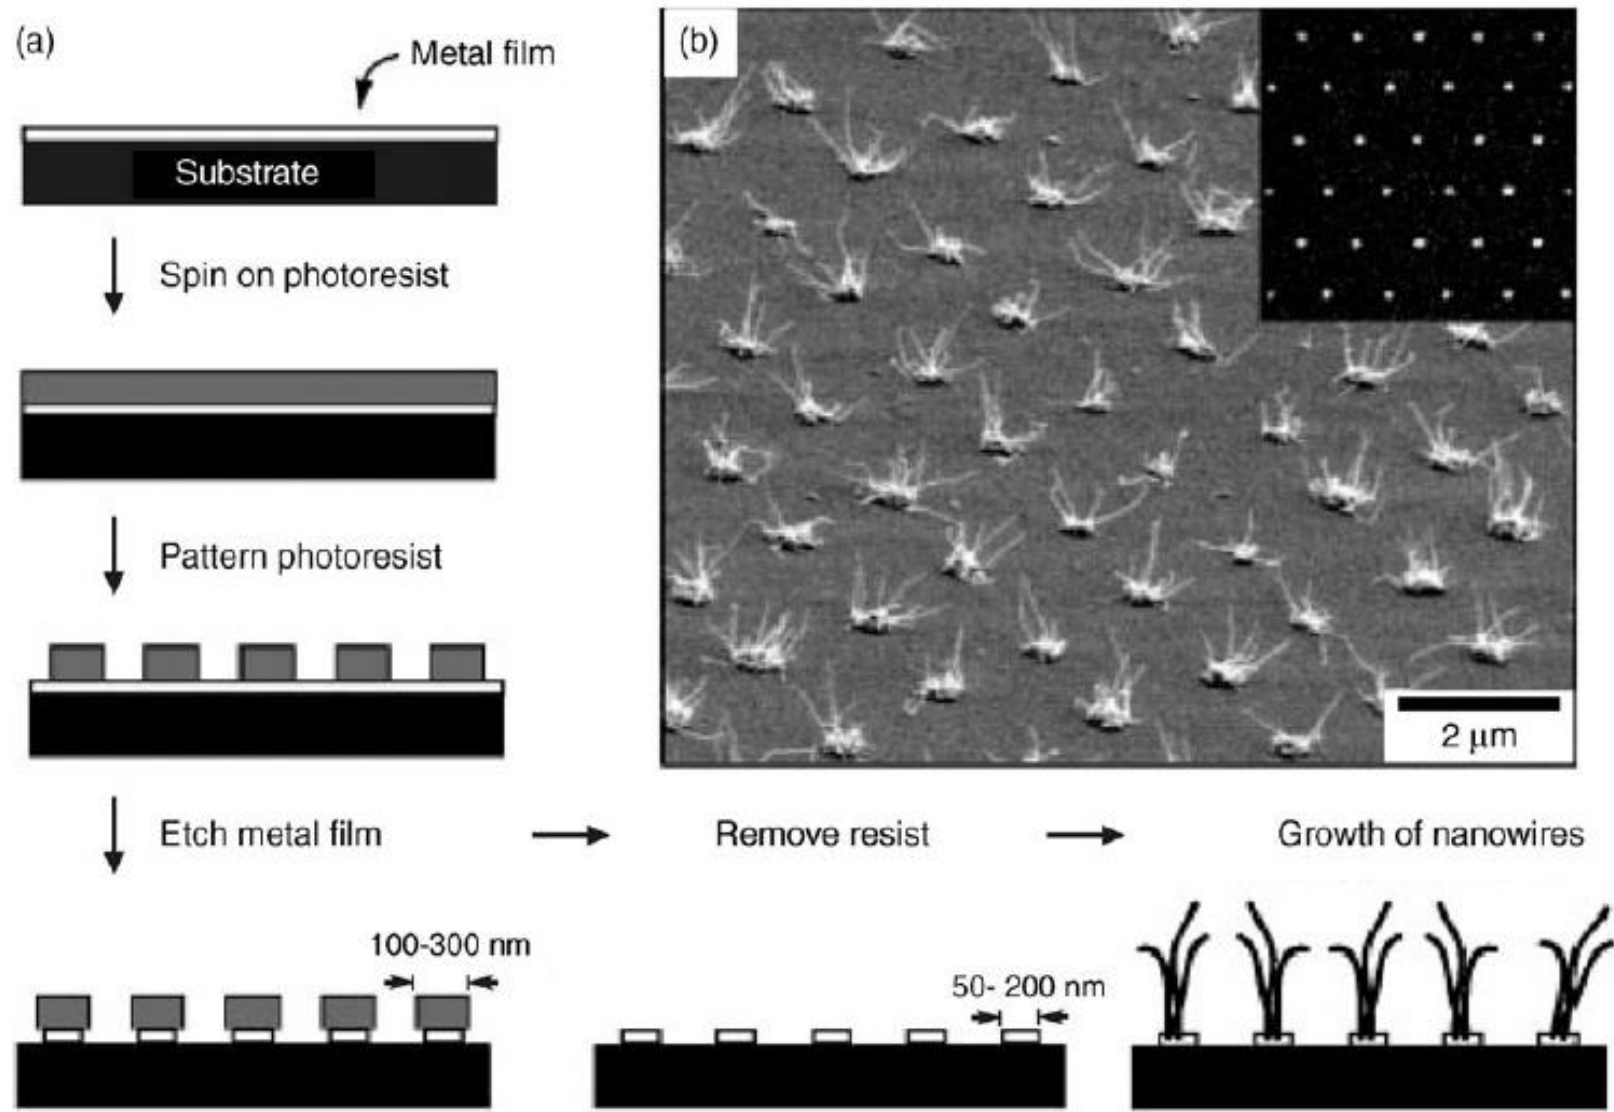 (a)
Metal film
Substrate
Spin on photoresist
Pattern photoresist
Etch metal film
100-300 nm
(b)
2 μm
Remove resist
50- 200 nm
Growth of nanowires